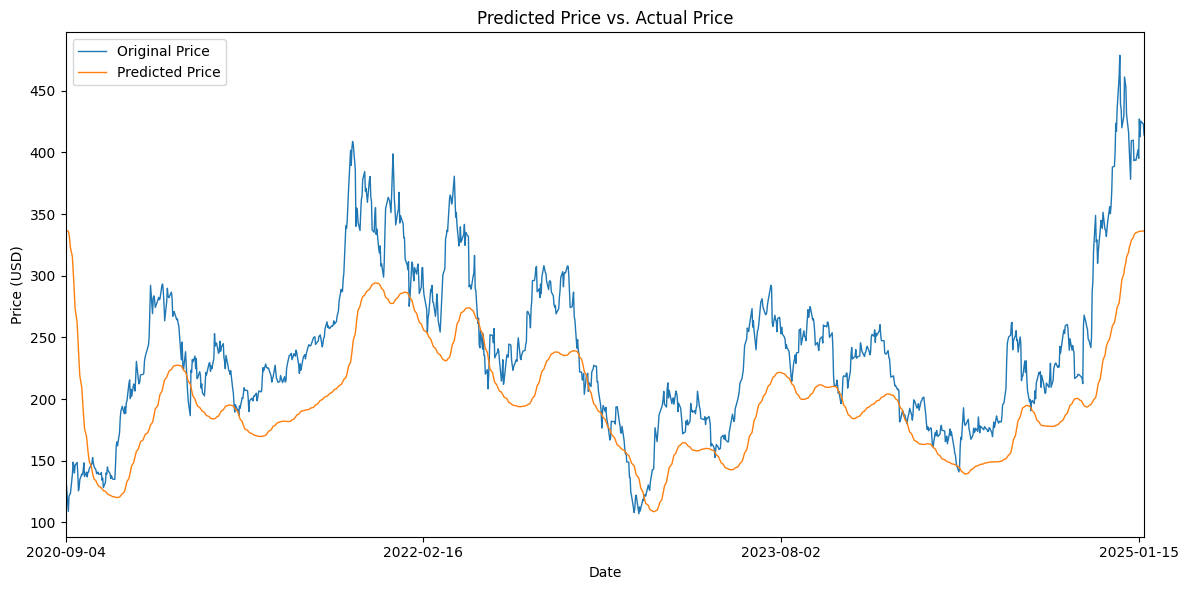 Predicted Price vs. Actual Price
Original Price
Predicted Price
Price (USD)
450
400
350
300
250
200
150
100
2020-09-04
2022-02-16
2023-08-02
2025-01-15
Date